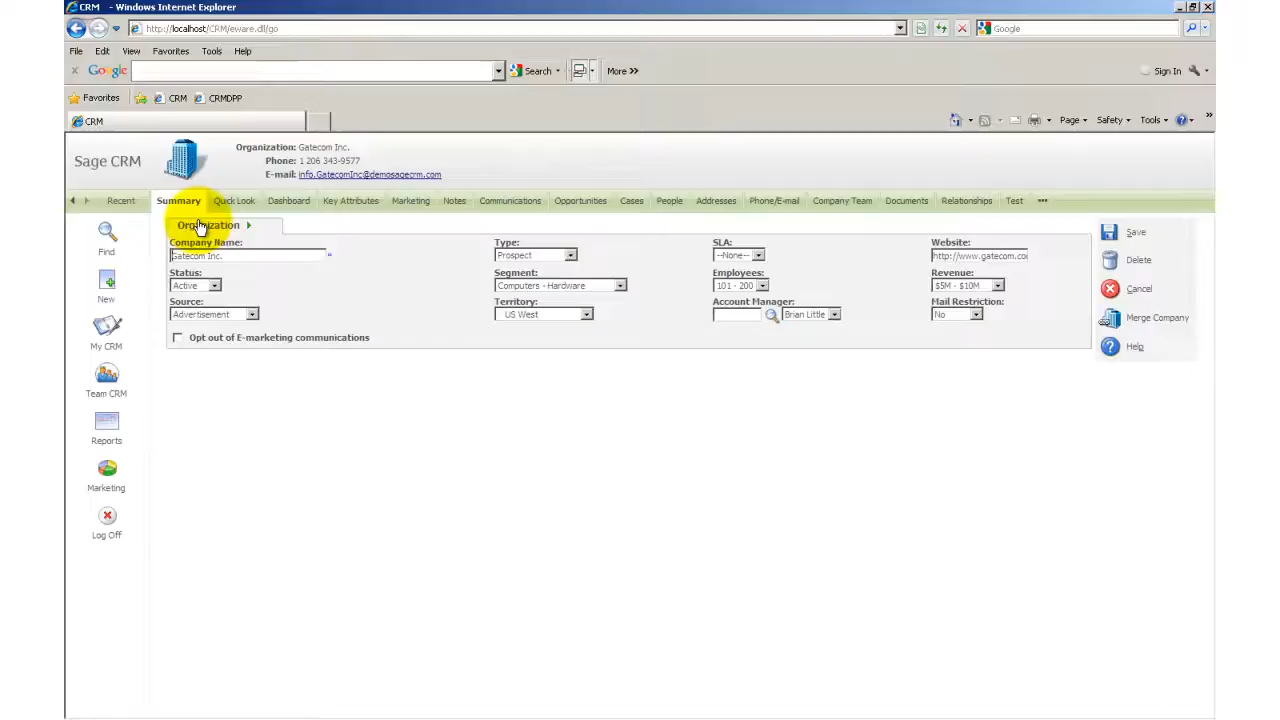 CRM - Windows Internet Explorer
http://localhost/CRM/eware.dll/go
Google
File Edit View Favorites Tools Help
x Google Search More >> Sign In
Favorites CRM CRMDPP
CRM Page Safety Tools
Sage CRM
Organization: Gatecom Inc.
Phone: 1 206 343-9577
E-mail: info.GatecomInc@demosagecrm.com
Recent Summary Quick Look Dashboard Key Attributes Marketing Notes Communications Opportunities Cases People Addresses Phone/E-mail Company Team Documents Relationships Test
Organization
Company Name: Type: SLA: Website:
Gatecom Inc. Prospect --None-- http://www.gatecom.co
Status: Segment: Employees: Revenue:
Active Computers - Hardware 101 - 200 $5M - $10M
Source: Territory: Account Manager: Mail Restriction:
Advertisement US West Brian Little No
Opt out of E-marketing communications
Find
New
My CRM
Team CRM
Reports
Marketing
Log Off
Save
Delete
Cancel
Merge Company
Help